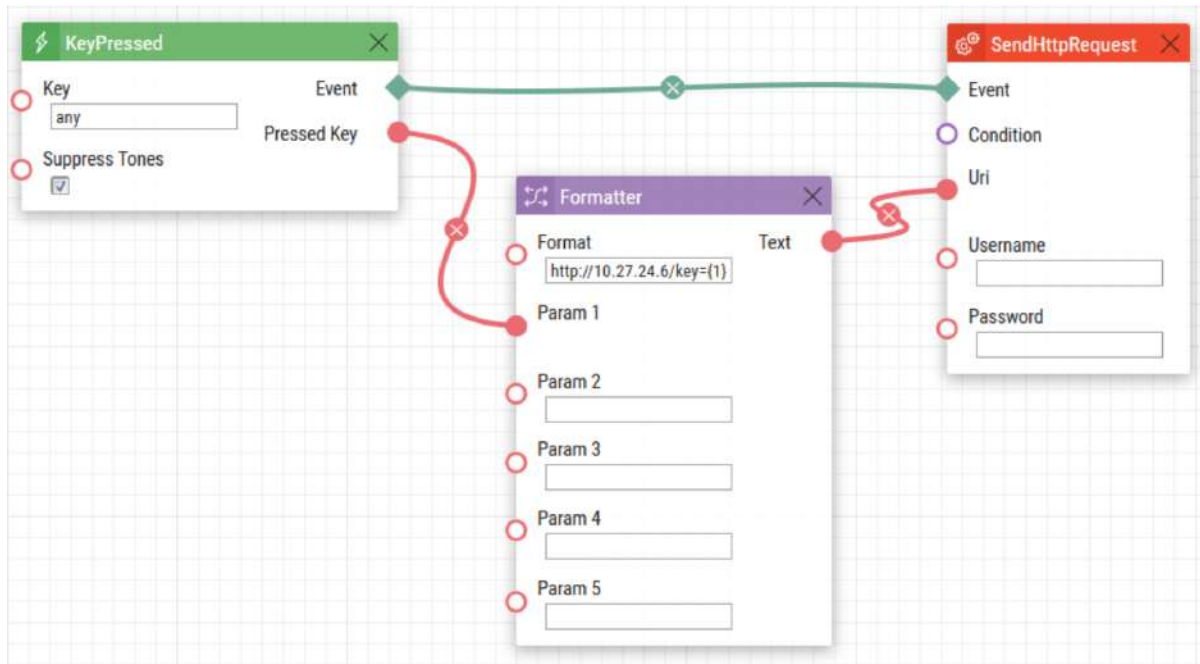 KeyPressed
Key
any
Event
Pressed Key
Suppress Tones
Formatter
Format
http://10.27.24.6/key={1}
Text
Param 1
Param 2
Param 3
Param 4
Param 5
SendHttpRequest
Event
Condition
Uri
Username
Password